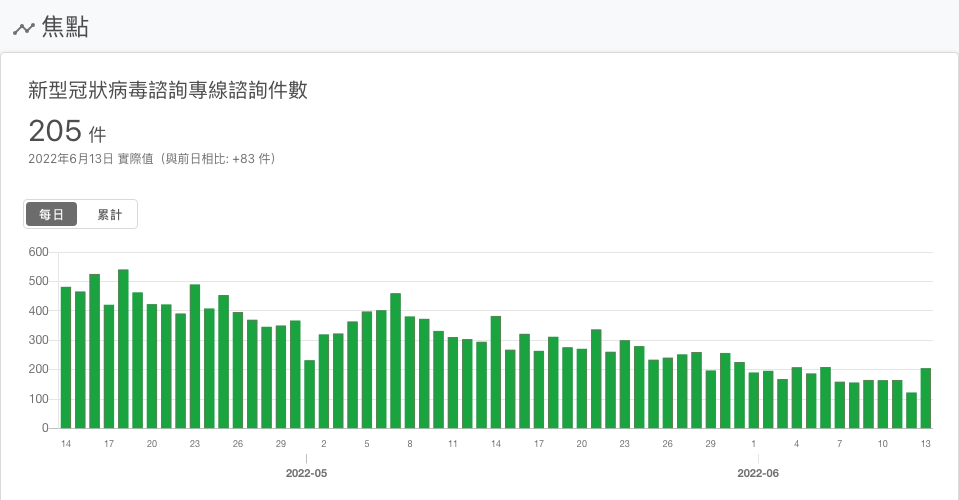 焦點
新型冠狀病毒諮詢專線諮詢件數
205 件
2022年6月13日 實際值（與前日相比: +83 件）
每日 累計
600
500
400
300
200
100
0
14 17 20 23 26 29 2 5 8 11 14 17 20 23 26 29 1 4 7 10 13
2022-05 2022-06